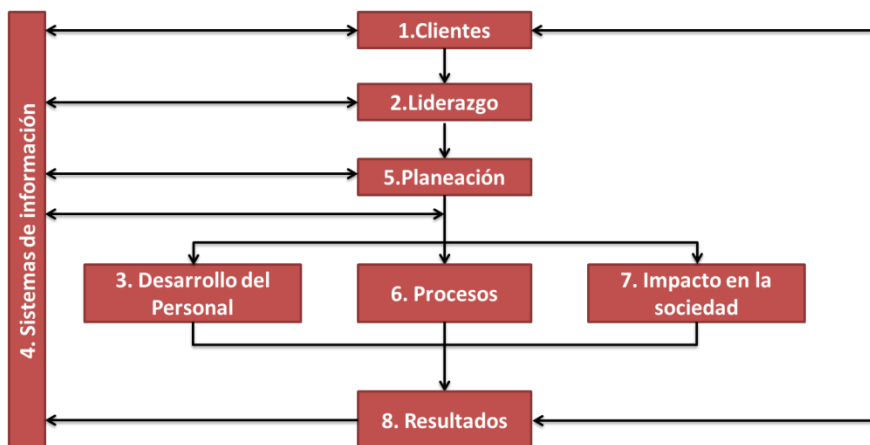 1.Clientes
2.Liderazgo
5.Planeación
4. Sistemas de información
3. Desarrollo del
Personal
6. Procesos
7. Impacto en la
sociedad
8. Resultados